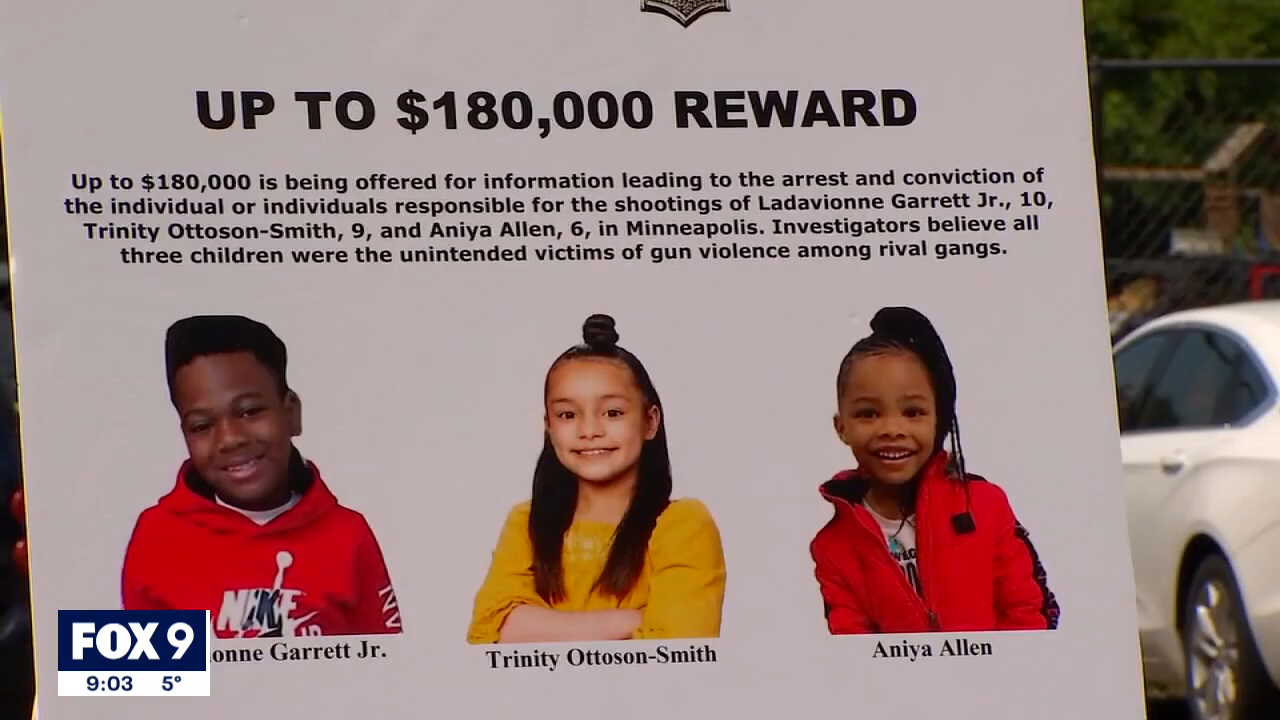 UP TO $180,000 REWARD
Up to $180,000 is being offered for information leading to the arrest and conviction of
the individual or individuals responsible for the shootings of Ladavionne Garrett Jr., 10,
Trinity Ottoson-Smith, 9, and Aniya Allen, 6, in Minneapolis. Investigators believe all
three children were the unintended victims of gun violence among rival gangs.
NIKE
onne Garrett Jr.
Trinity Ottoson-Smith
Aniya Allen
FOX 9
9:03 5°